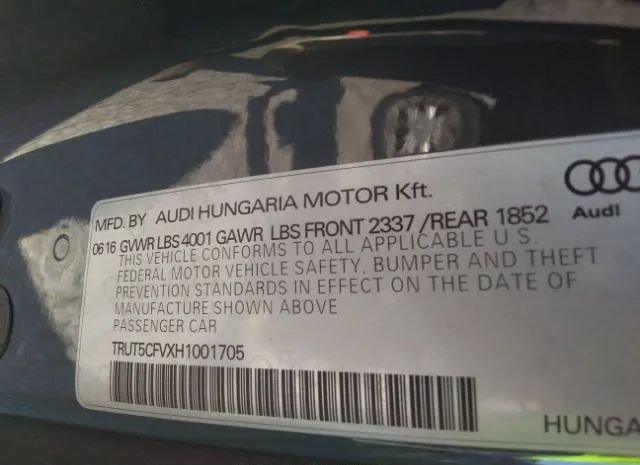 MFD. BY AUDI HUNGARIA MOTOR Kft.
Audi
0616 GVWR LBS 4001 GAWR LBS FRONT 2337 /REAR 1852
THIS VEHICLE CONFORMS TO ALL APPLICABLE
FEDERAL MOTOR VEHICLE SAFETY, BUMPER AND THEFT
PREVENTION STANDARDS IN EFFECT ON THE DATE OF
MANUFACTURE SHOWN ABOVE
PASSENGER CAR
TRUT5CFVXH1001705
HUNGA